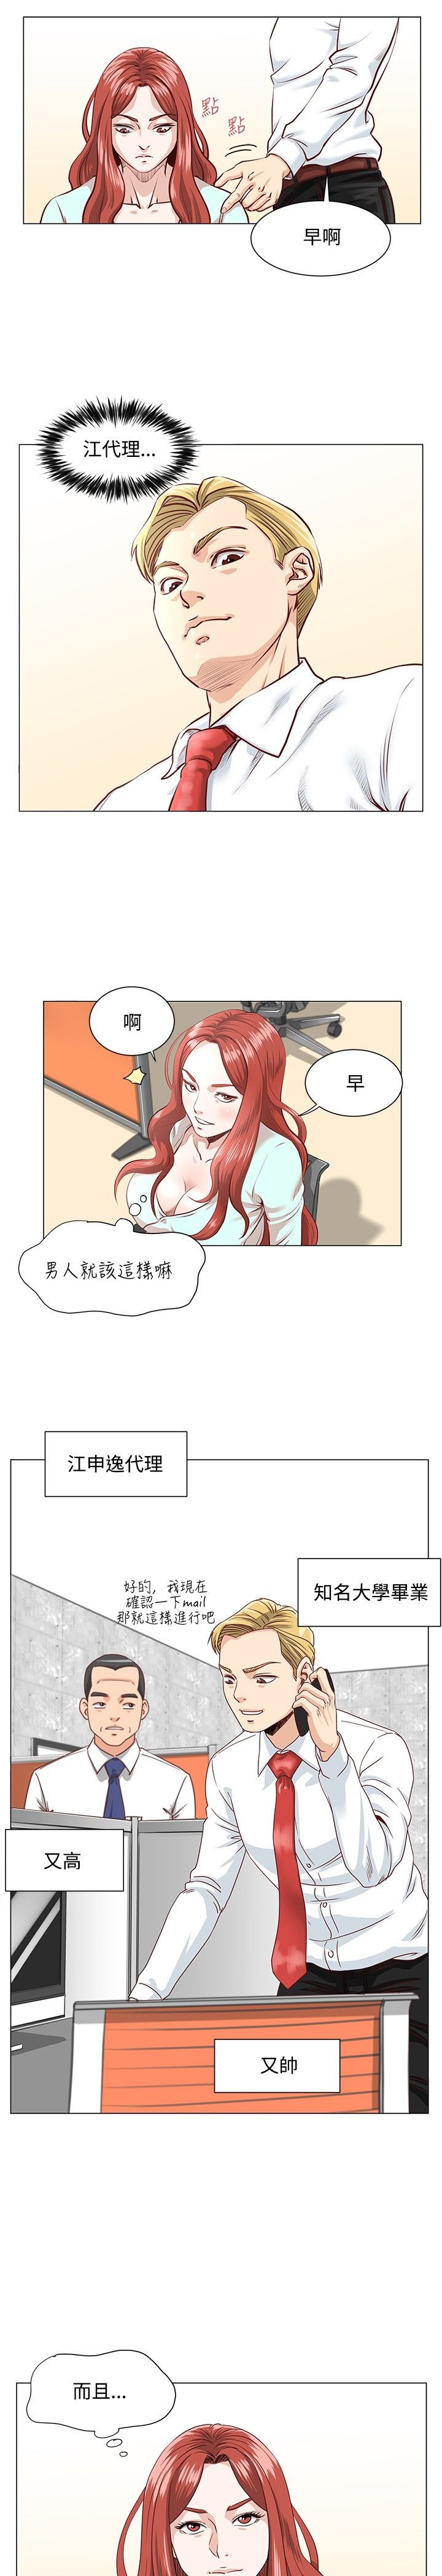 點
點
早啊
江代理...
啊
早
男人就該這樣嘛
江申逸代理
知名大學畢業
好的, 我現在
確認一下mail
那就這樣進行吧
又高
又帥
而且...